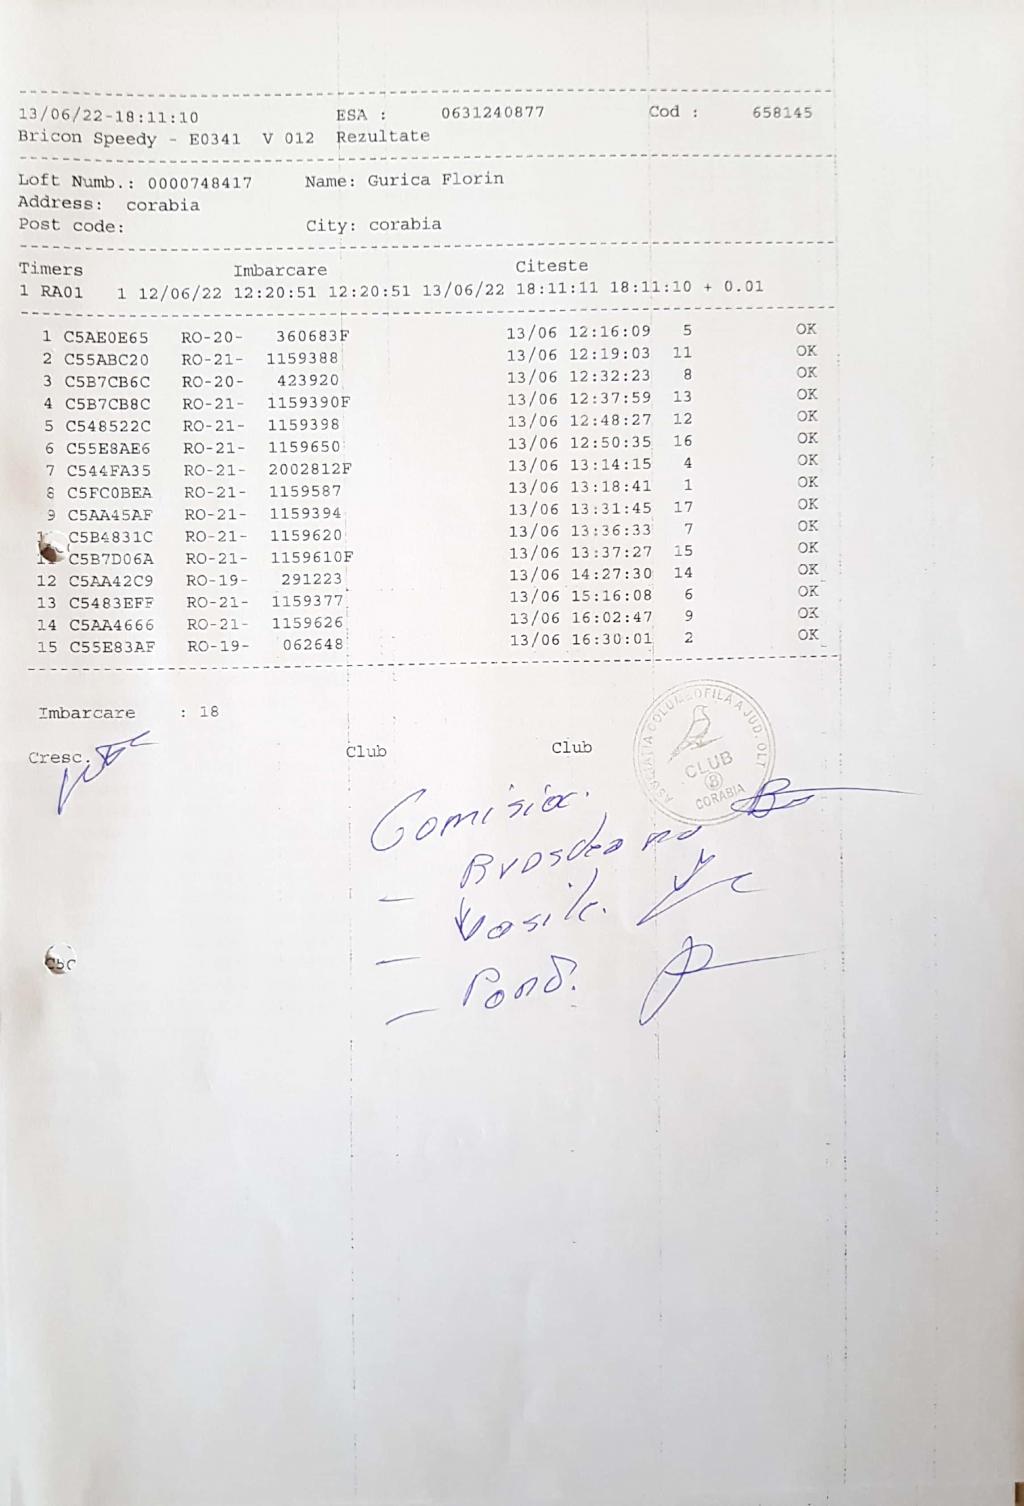 13/06/22-18:11:10 ESA : 0631240877 Cod : 658145
Bricon Speedy - E0341 V 012 Rezultate
Loft Numb.: 0000748417 Name: Gurica Florin
Address: corabia
Post code: City: corabia
Timers Imbarcare Citeste
1 RA01 1 12/06/22 12:20:51 12:20:51 13/06/22 18:11:11 18:11:10 + 0.01
1 C5AE0E65 RO-20- 360683F 13/06 12:16:09 5 OK
2 C55ABC20 RO-21- 1159388 13/06 12:19:03 11 OK
3 C5B7CB6C RO-20- 423920 13/06 12:32:23 8 OK
4 C5B7CB8C RO-21- 1159390F 13/06 12:37:59 13 OK
5 C548522C RO-21- 1159398 13/06 12:48:27 12 OK
6 C55E8AE6 RO-21- 1159650 13/06 12:50:35 16 OK
7 C544FA35 RO-21- 2002812F 13/06 13:14:15 4 OK
8 C5FC0BEA RO-21- 1159587 13/06 13:18:41 1 OK
9 C5AA45AF RO-21- 1159394 13/06 13:31:45 17 OK
C5B4831C RO-21- 1159620 13/06 13:36:33 7 OK
C5B7D06A RO-21- 1159610F 13/06 13:37:27 15 OK
12 C5AA42C9 RO-19- 291223 13/06 14:27:30 14 OK
13 C5483EFF RO-21- 1159377 13/06 15:16:08 6 OK
14 C5AA4666 RO-21- 1159626 13/06 16:02:47 9 OK
15 C55E83AF RO-19- 062648 13/06 16:30:01 2 OK
Imbarcare : 18
Cresc. Club Club
ASOCIATIA COLUMBOFILA A JUD. OLT
CLUB
8
CORABIA
Comisia.
-
- Vasile.
-